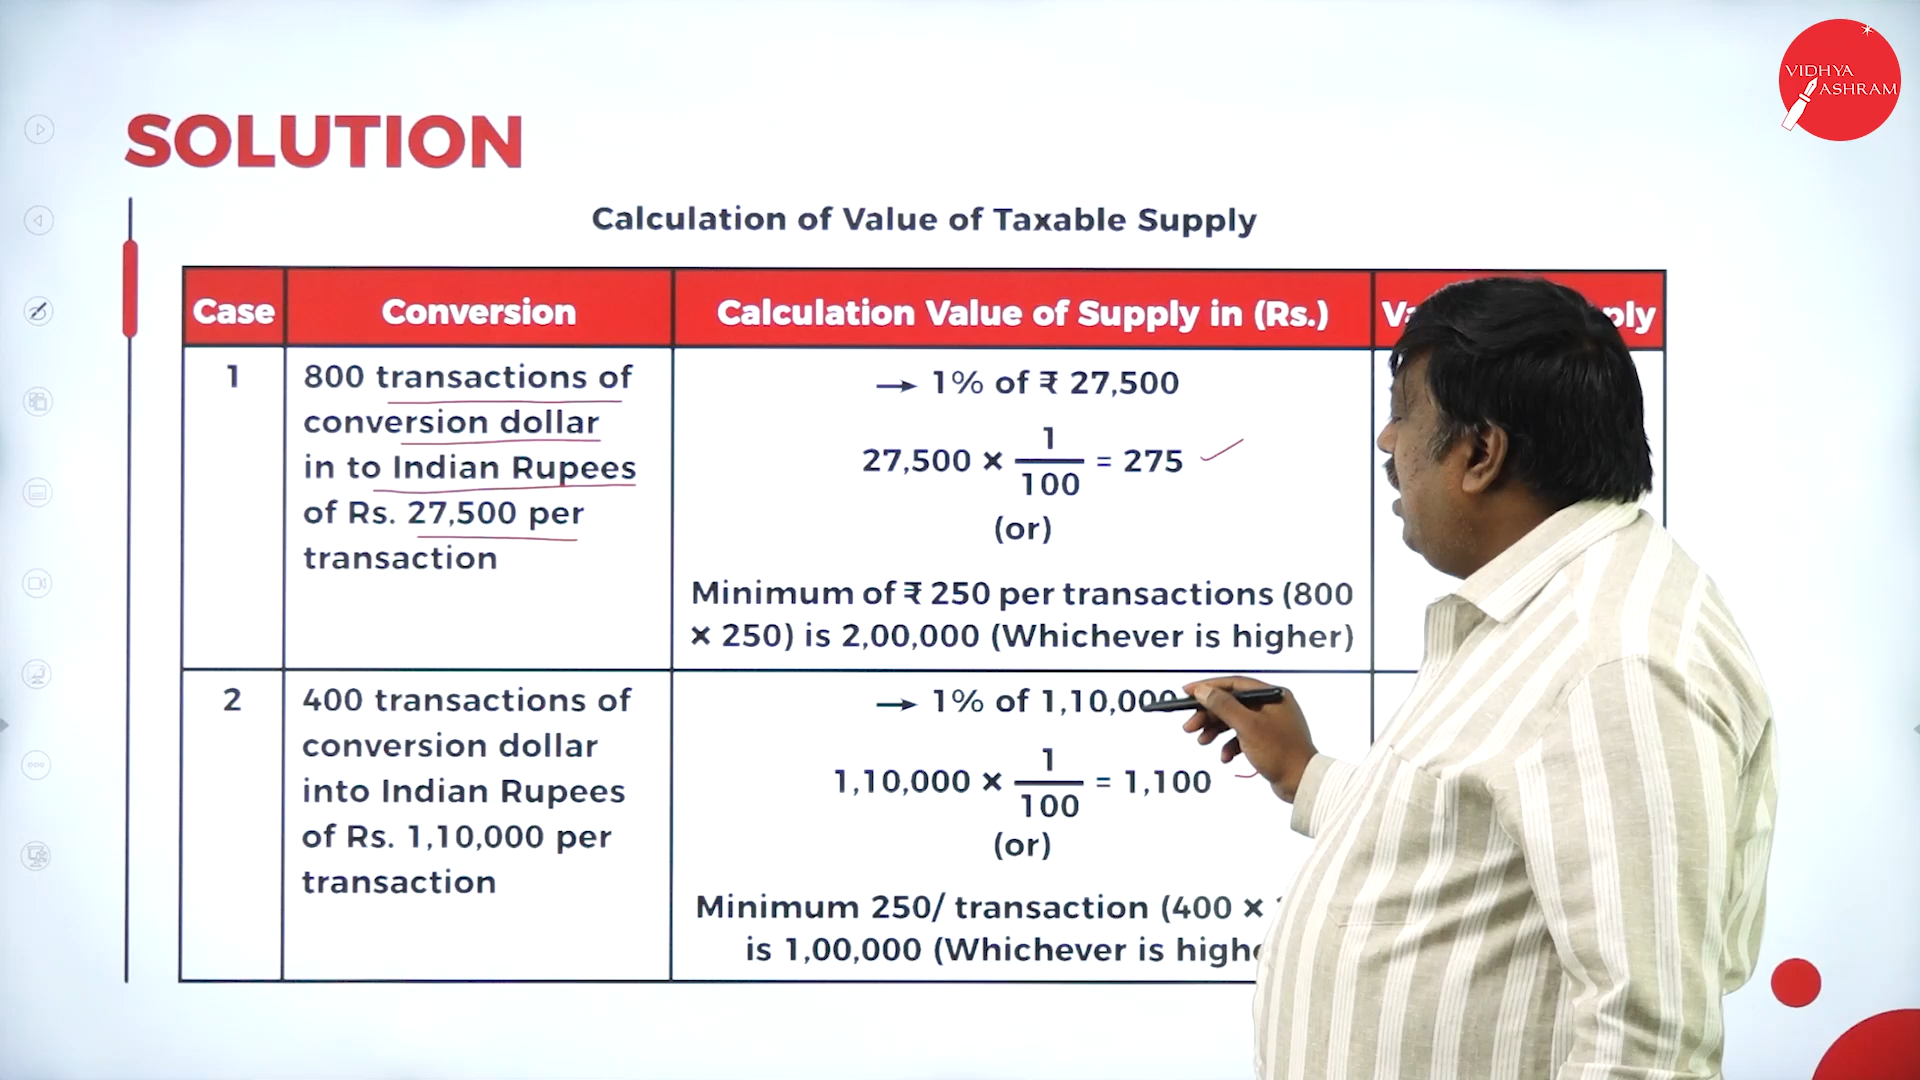 VIDHYA
ASHRAM
SOLUTION
Calculation of Value of Taxable Supply
Case
Conversion
Calculation Value of Supply in (Rs.)
1
800 transactions of
conversion dollar
in to Indian Rupees
of Rs. 27,500 per
transaction
→ 1% of ₹ 27,500
27,500 × 1/100 = 275
(or)
Minimum of ₹ 250 per transactions (800
× 250) is 2,00,000 (Whichever is higher)
2
400 transactions of
conversion dollar
into Indian Rupees
of Rs. 1,10,000 per
transaction
→ 1% of 1,10,000
1,10,000 × 1/100 = 1,100
(or)
Minimum 250/ transaction (400 ×
is 1,00,000 (Whichever is